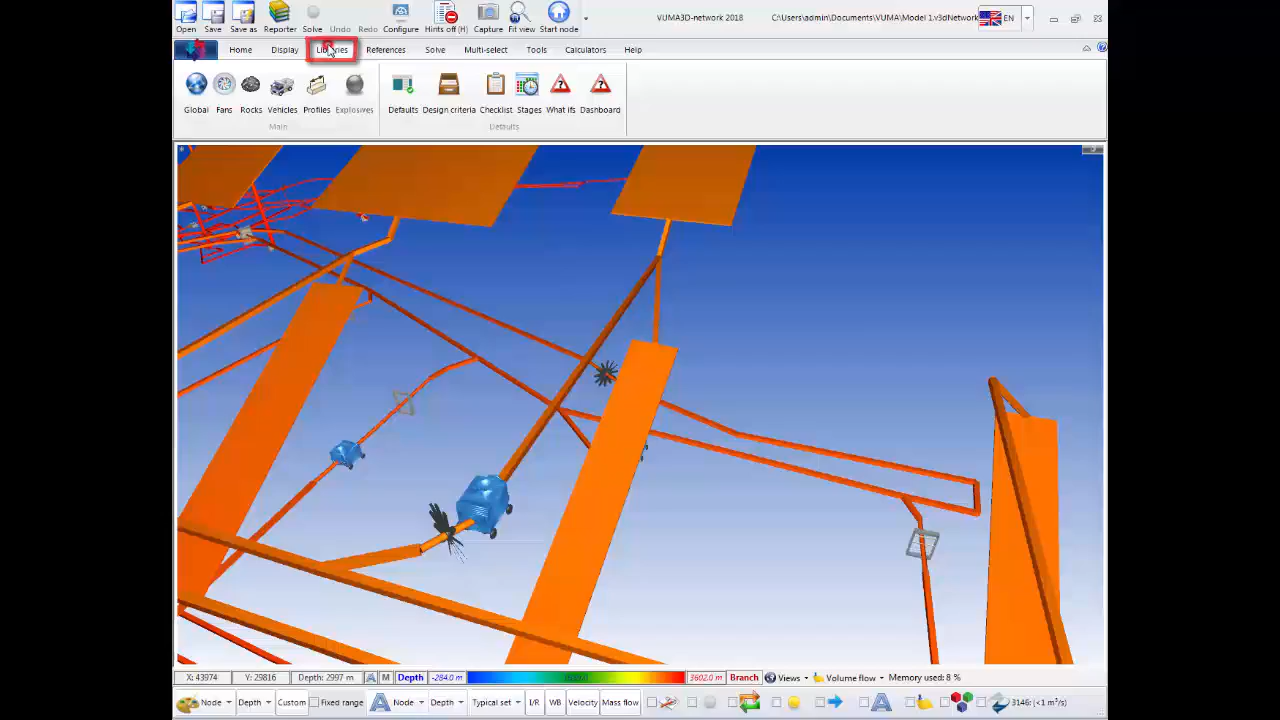 VUMA3D-network 2018 C:\Users\admin\Documents\VUMA\Model 1.v3dNetwork EN
Open Save Save as Reporter Solve Undo Redo Configure Hints off (H) Capture Fit view Start node
Home Display Libraries References Solve Multi-select Tools Calculators Help
Global Fans Rocks Vehicles Profiles Explosives Defaults Design criteria Checklist Stages What ifs Dashboard
Main Defaults
X: 43974 Y: 29816 Depth: 2997 m A M Depth -284.0 m 3602.0 m Branch Views Volume flow Memory used: 8 %
Node Depth Custom Fixed range A Node Depth Typical set I/R WB Velocity Mass flow A 3146: |<1 m³/s|